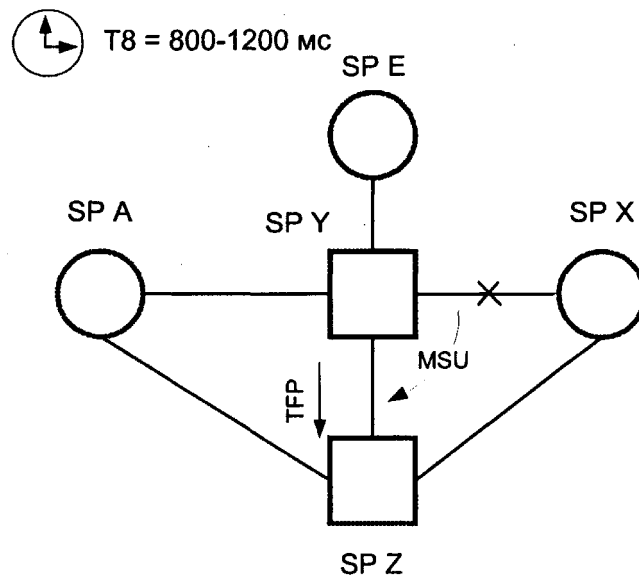 T8 = 800-1200 мс
SP E
SP A
SP Y
SP X
MSU
TFP
SP Z